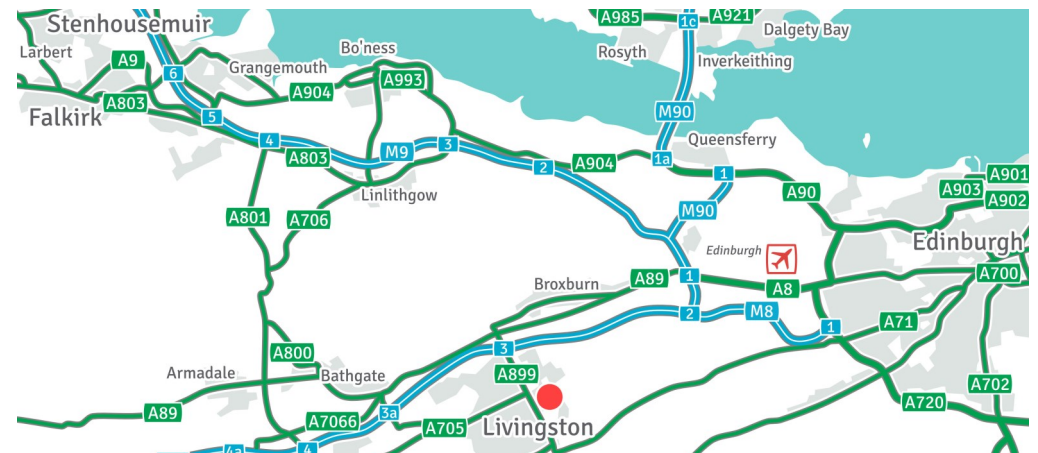 A985
1c
A921
Stenhousemuir
Dalgety Bay
Larbert
Bo'ness
Rosyth
A9
Inverkeithing
6
Grangemouth
A993
A904
A803
M90
Falkirk
5
4
M9
3
Queensferry
A803
2
A904
1a
1
A901
A903
A90
A902
Linlithgow
A801
A706
M90
Edinburgh
Edinburgh
1
A89
A8
A700
Broxburn
2
M8
1
A71
3
A800
Armadale
Bathgate
A899
A702
A89
3a
A720
A7066
A705
Livingston
4a
4